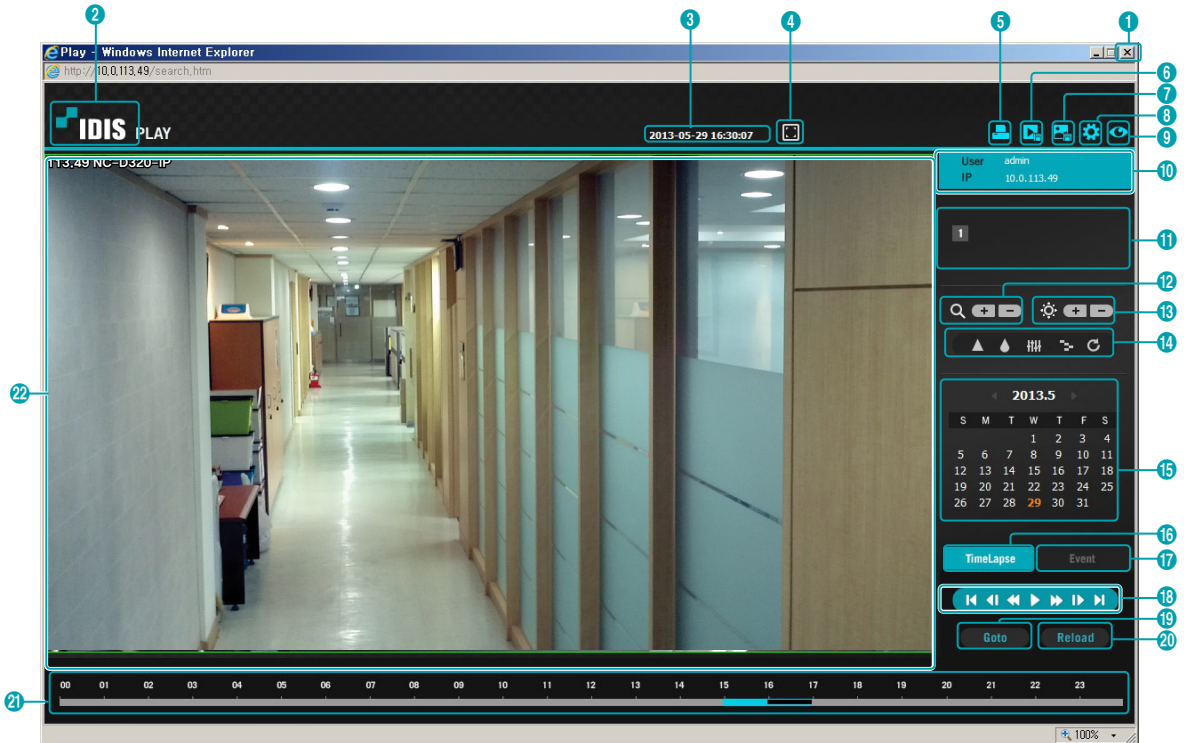 2
3
4
5
1
Play - Windows Internet Explorer
http://10.0.113.49/search.htm
6
7
8
9
IDIS PLAY
2013-05-29 16:30:07
113.49 NC-D320-IP
User admin
IP 10.0.113.49
10
1
11
12
13
14
22
2013.5
S M T W T F S
1 2 3 4
5 6 7 8 9 10 11
12 13 14 15 16 17 18
19 20 21 22 23 24 25
26 27 28 29 30 31
15
16
TimeLapse
Event
17
18
19
Goto
Reload
20
00 01 02 03 04 05 06 07 08 09 10 11 12 13 14 15 16 17 18 19 20 21 22 23
21
100%